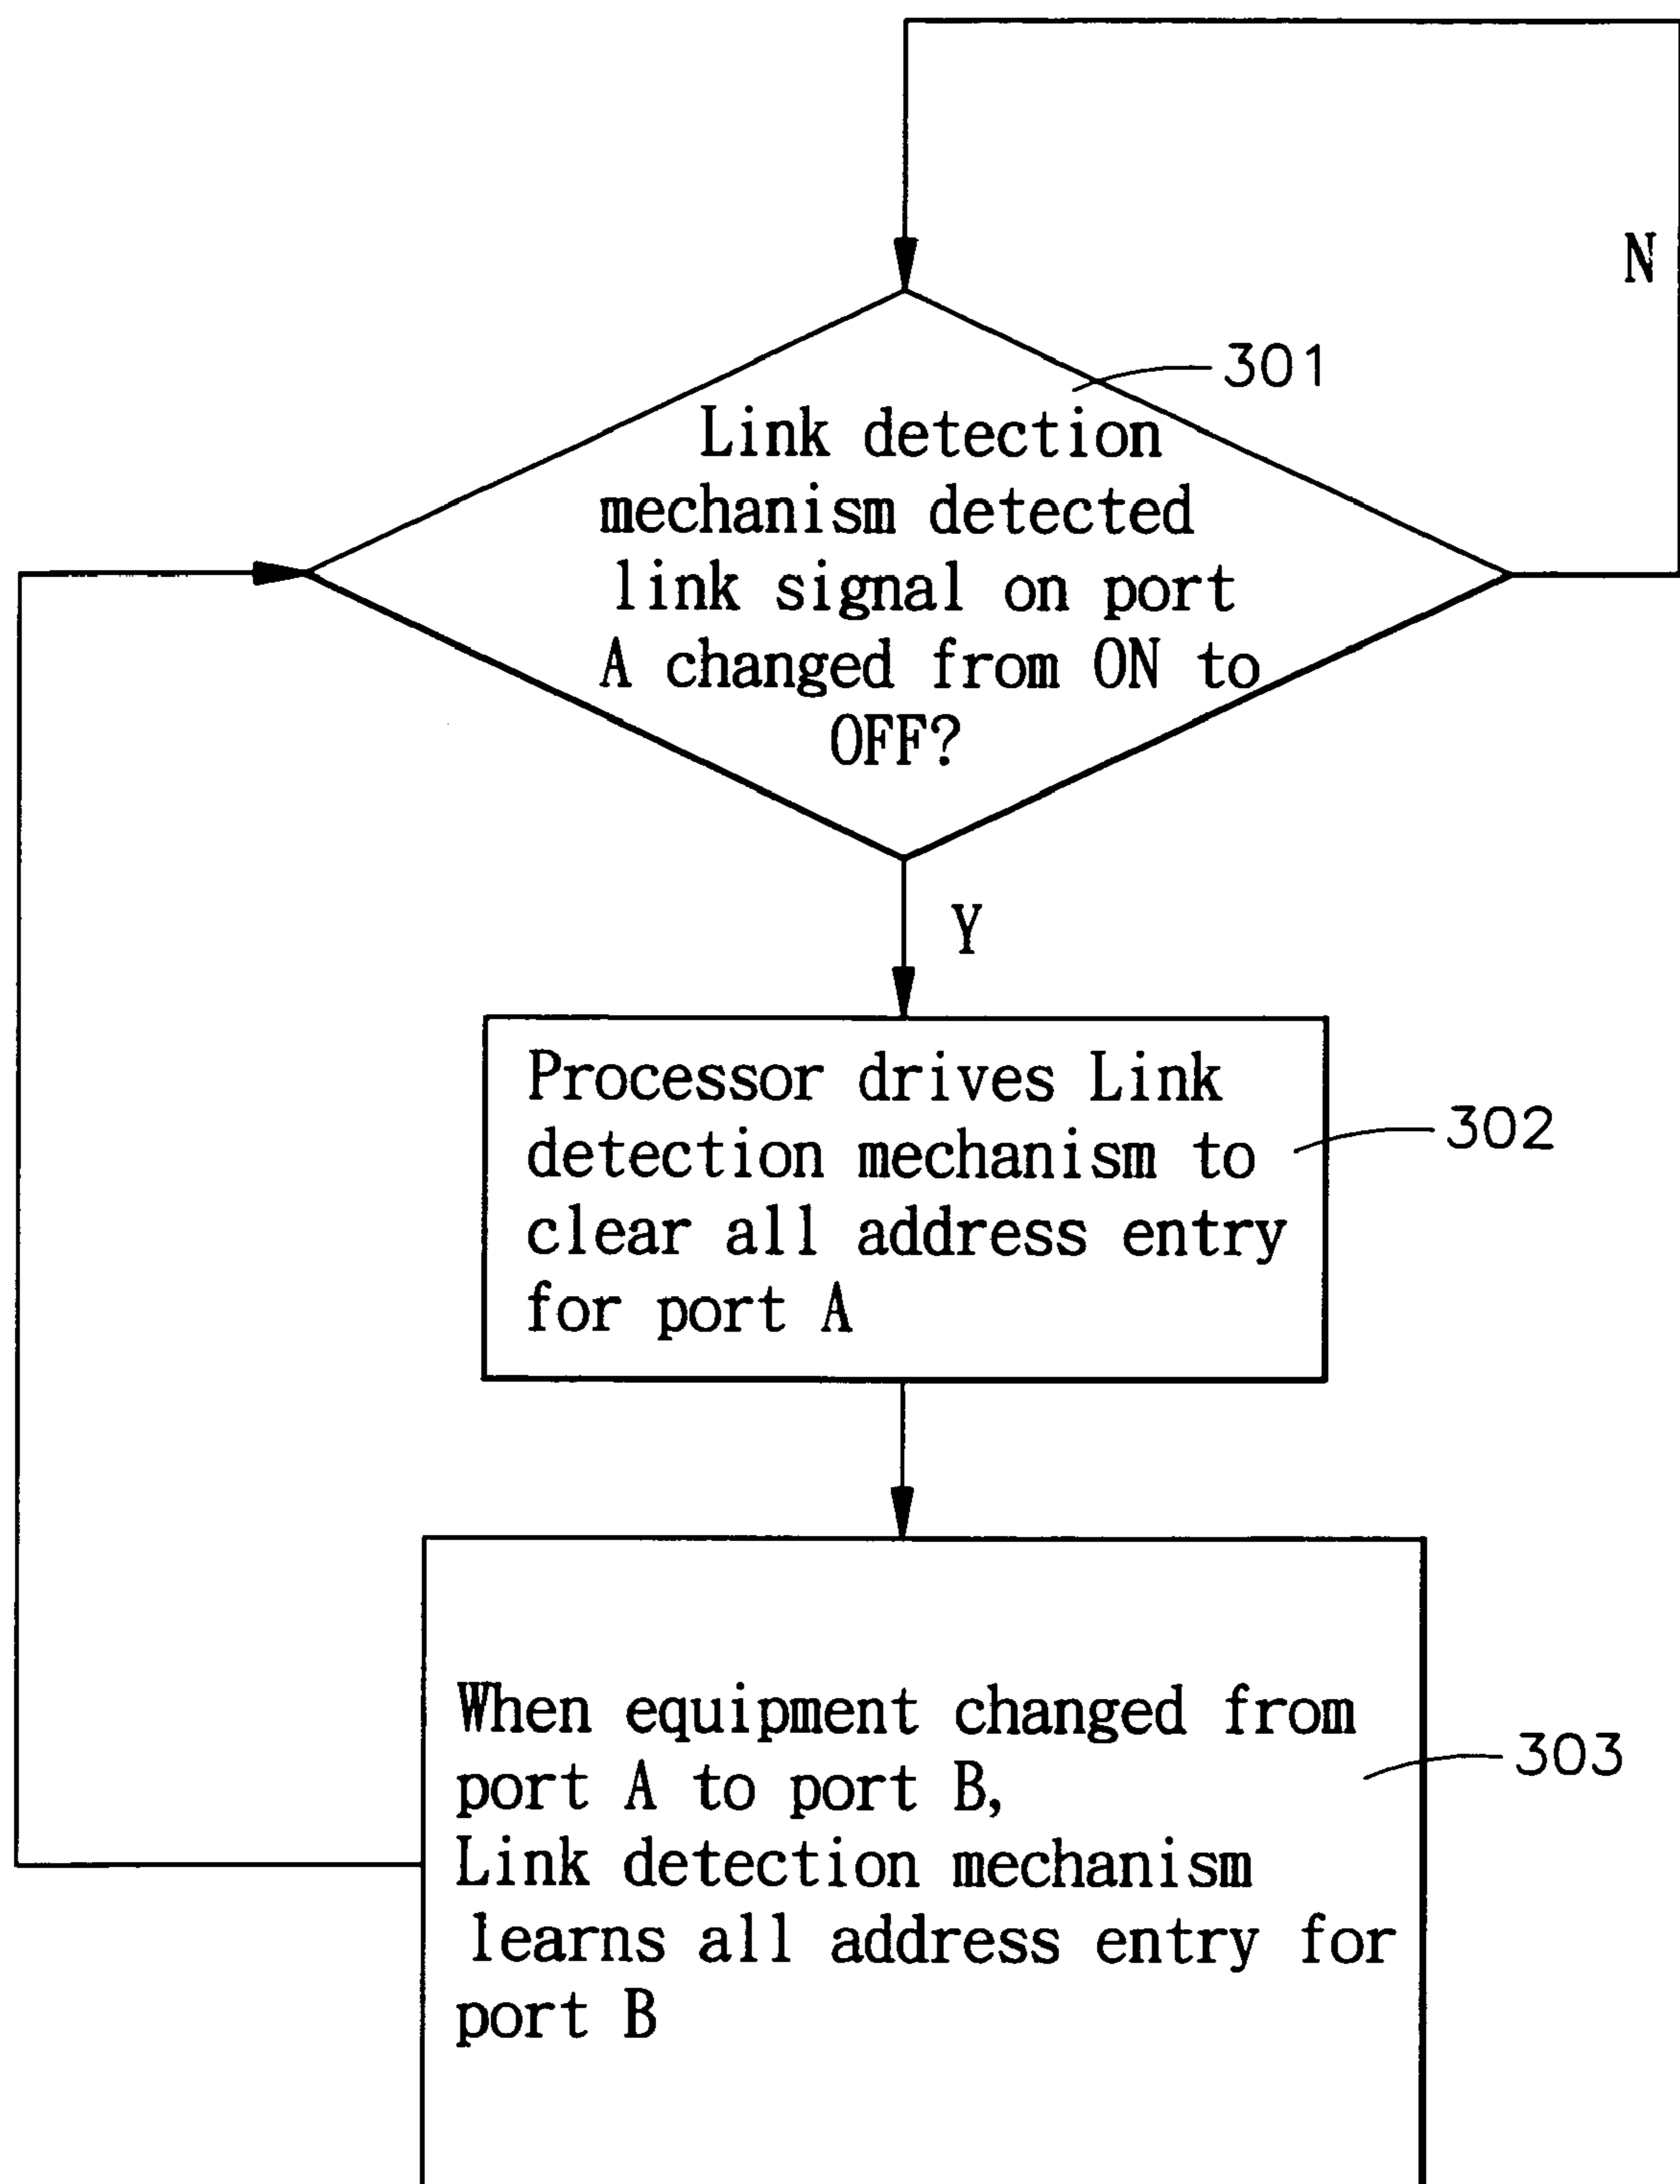 N
301
Link detection
mechanism detected
link signal on port
A changed from ON to
OFF?
Y
Processor drives Link
detection mechanism to
clear all address entry
for port A
302
When equipment changed from
port A to port B,
Link detection mechanism
learns all address entry for
port B
303